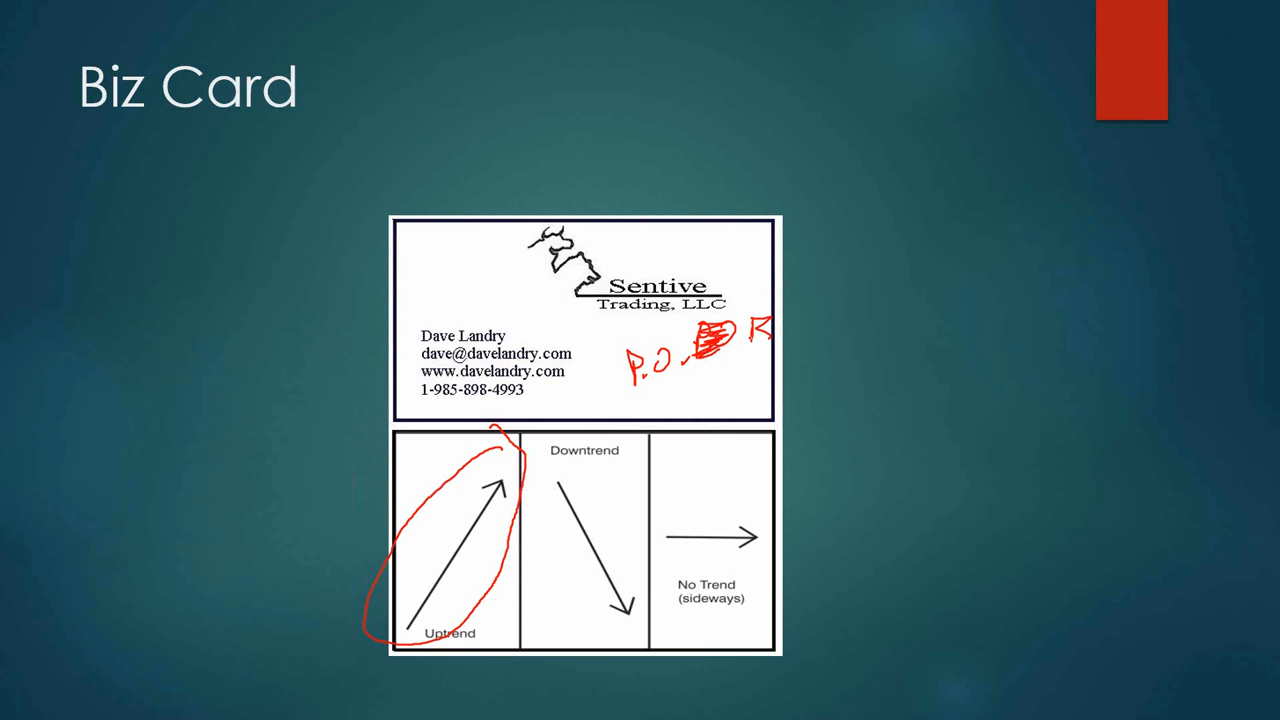 Biz Card
Sentive
Trading, LLC
Dave Landry
dave@davelandry.com
www.davelandry.com
1-985-898-4993
P.O. R
Downtrend
No Trend
(sideways)
Uptrend